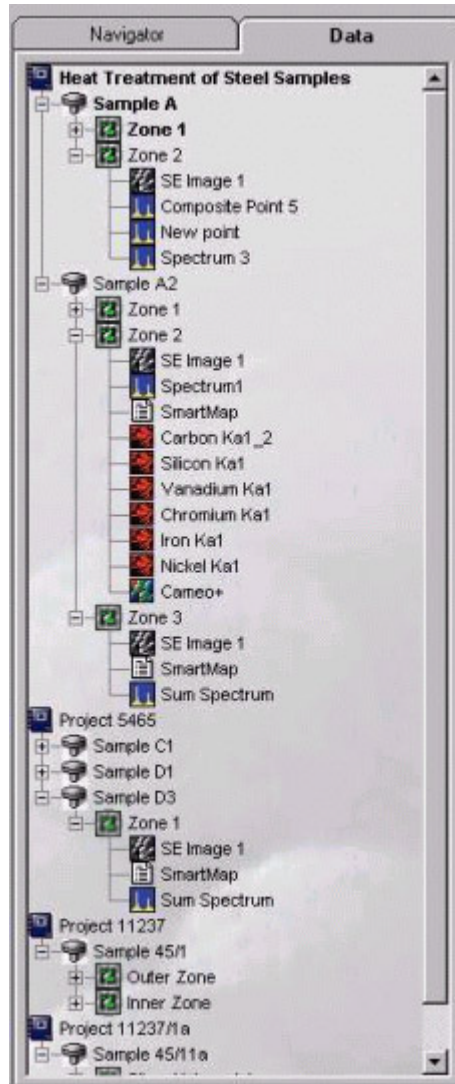 Navigator
Data
Heat Treatment of Steel Samples
Sample A
Zone 1
Zone 2
SE Image 1
Composite Point 5
New point
Spectrum 3
Sample A2
Zone 1
Zone 2
SE Image 1
Spectrum1
SmartMap
Carbon Ka1_2
Silicon Ka1
Vanadium Ka1
Chromium Ka1
Iron Ka1
Nickel Ka1
Cameo+
Zone 3
SE Image 1
SmartMap
Sum Spectrum
Project 5465
Sample C1
Sample D1
Sample D3
Zone 1
SE Image 1
SmartMap
Sum Spectrum
Project 11237
Sample 45/1
Outer Zone
Inner Zone
Project 11237/1a
Sample 45/11a